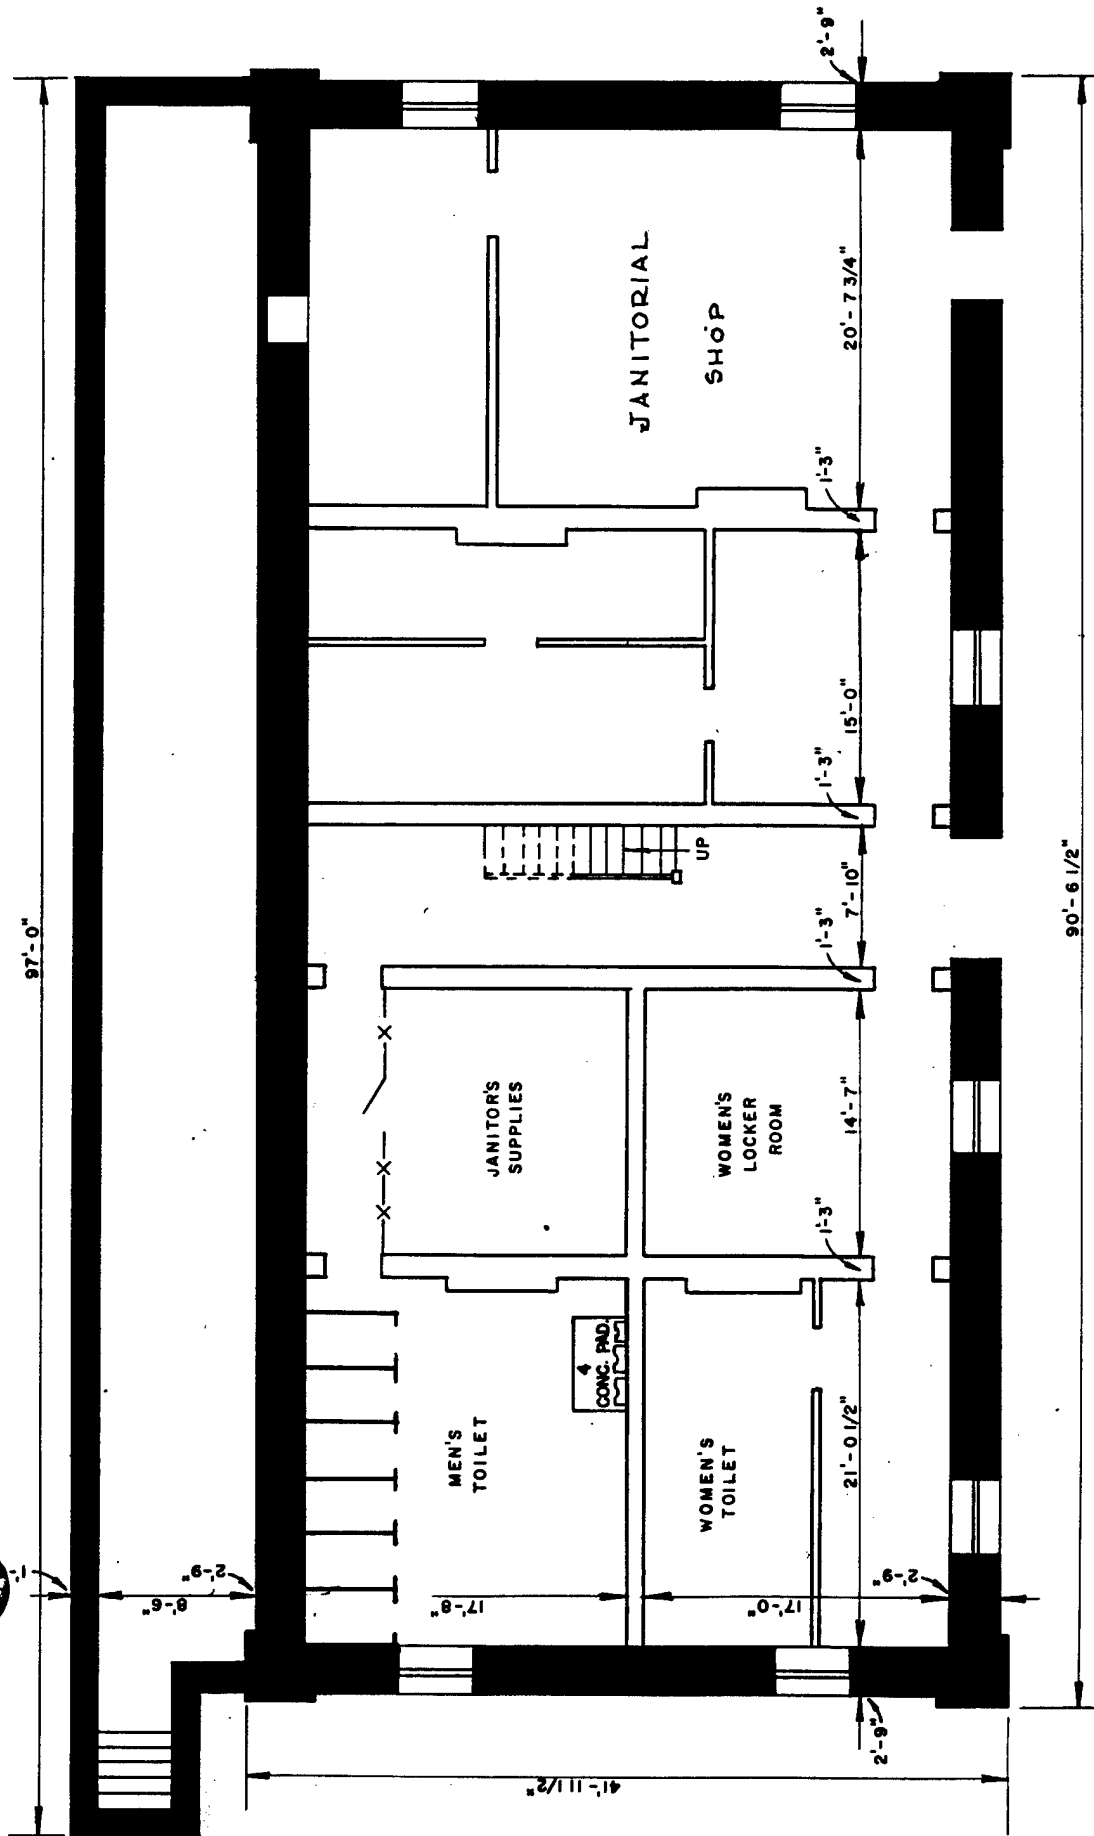 97'-0"
2'-9"
JANITORIAL
SHOP
20'-7 3/4"
1'-3"
15'-0"
1'-3"
UP
7'-10"
1'-3"
90'-6 1/2"
JANITOR'S
SUPPLIES
WOMEN'S
LOCKER
ROOM
14'-7"
1'-3"
4
CONC. PAD.
MEN'S
TOILET
WOMEN'S
TOILET
21'-0 1/2"
1'-
8'-6"
2'-9"
17'-8"
17'-0"
2'-9"
2'-9"
41'-11 1/2"